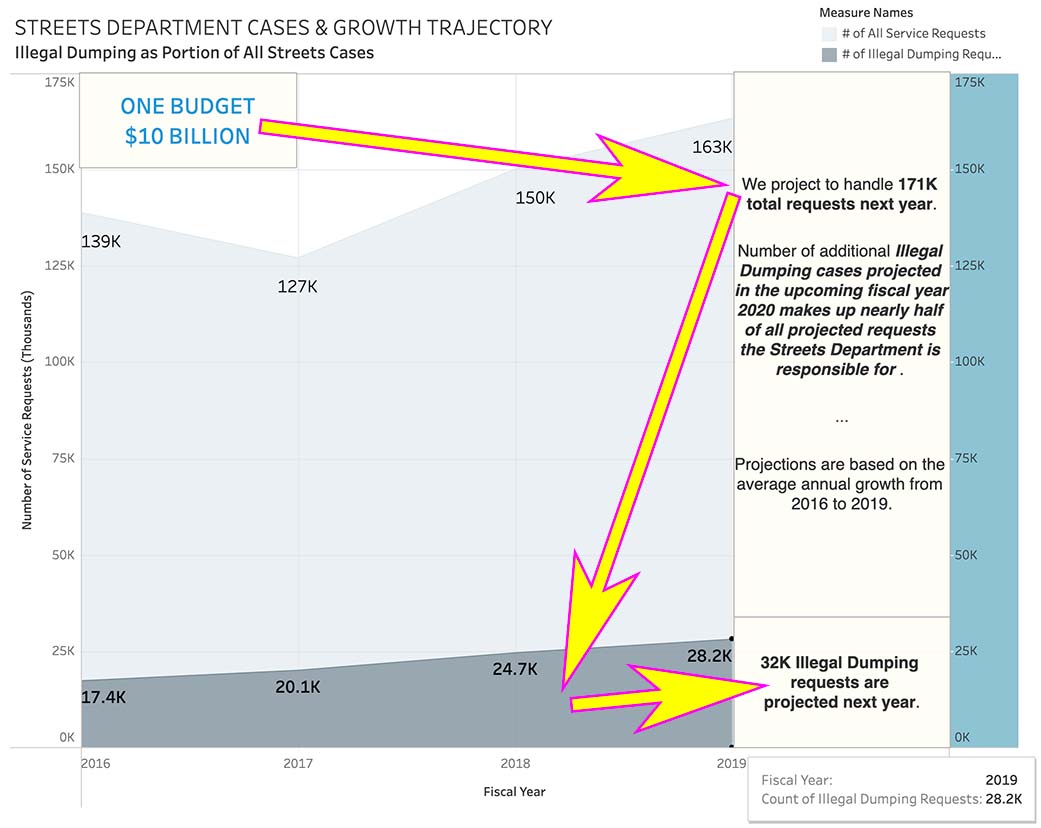 STREETS DEPARTMENT CASES & GROWTH TRAJECTORY
Illegal Dumping as Portion of All Streets Cases
Measure Names
# of All Service Requests
# of Illegal Dumping Requ...
ONE BUDGET
$10 BILLION
Number of Service Requests (Thousands)
175K
150K
125K
100K
75K
50K
25K
0K
139K
127K
150K
163K
17.4K
20.1K
24.7K
28.2K
We project to handle 171K
total requests next year.
Number of additional Illegal
Dumping cases projected
in the upcoming fiscal year
2020 makes up nearly half
of all projected requests
the Streets Department is
responsible for .
...
Projections are based on the
average annual growth from
2016 to 2019.
32K Illegal Dumping
requests are
projected next year.
175K
150K
125K
100K
75K
50K
25K
0K
2016
2017
2018
2019
Fiscal Year
Fiscal Year: 2019
Count of Illegal Dumping Requests: 28.2K